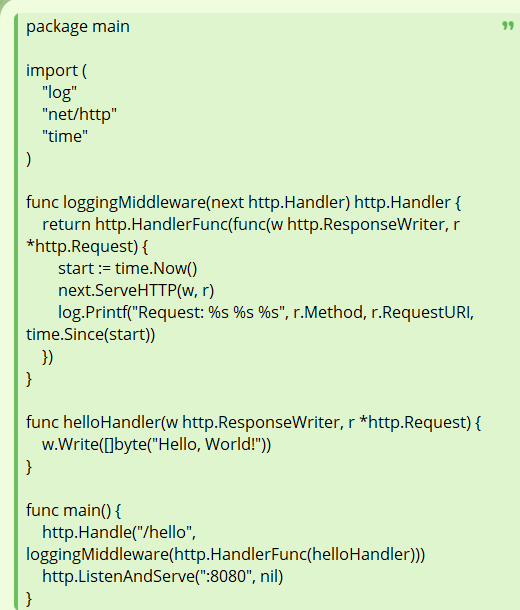 package main

import (
    "log"
    "net/http"
    "time"
)

func loggingMiddleware(next http.Handler) http.Handler {
    return http.HandlerFunc(func(w http.ResponseWriter, r
*http.Request) {
        start := time.Now()
        next.ServeHTTP(w, r)
        log.Printf("Request: %s %s %s", r.Method, r.RequestURI,
time.Since(start))
    })
}

func helloHandler(w http.ResponseWriter, r *http.Request) {
    w.Write([]byte("Hello, World!"))
}

func main() {
    http.Handle("/hello",
loggingMiddleware(http.HandlerFunc(helloHandler)))
    http.ListenAndServe(":8080", nil)
}